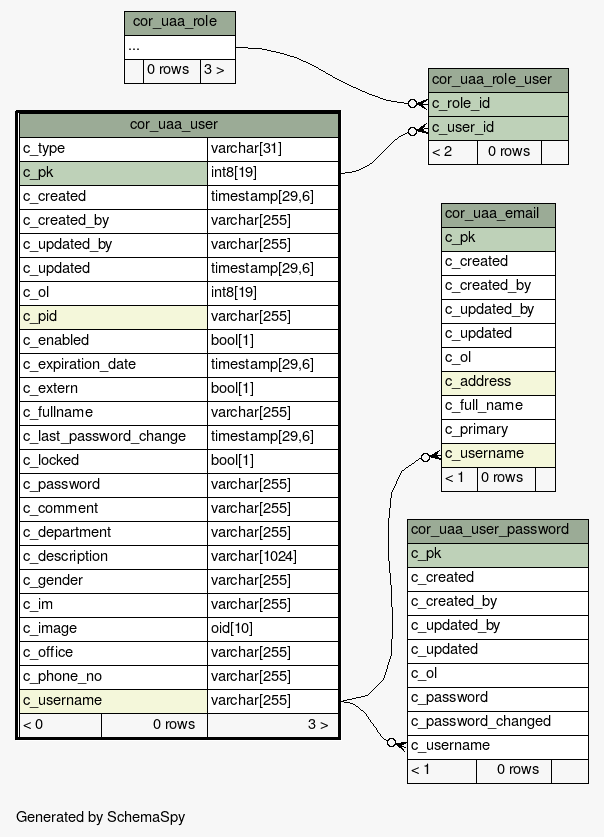 cor_uaa_role
...
0 rows 3 >
cor_uaa_role_user
c_role_id
c_user_id
< 2 0 rows
cor_uaa_user
c_type varchar[31]
c_pk int8[19]
c_created timestamp[29,6]
c_created_by varchar[255]
c_updated_by varchar[255]
c_updated timestamp[29,6]
c_ol int8[19]
c_pid varchar[255]
c_enabled bool[1]
c_expiration_date timestamp[29,6]
c_extern bool[1]
c_fullname varchar[255]
c_last_password_change timestamp[29,6]
c_locked bool[1]
c_password varchar[255]
c_comment varchar[255]
c_department varchar[255]
c_description varchar[1024]
c_gender varchar[255]
c_im varchar[255]
c_image oid[10]
c_office varchar[255]
c_phone_no varchar[255]
c_username varchar[255]
< 0 0 rows 3 >
cor_uaa_email
c_pk
c_created
c_created_by
c_updated_by
c_updated
c_ol
c_address
c_full_name
c_primary
c_username
< 1 0 rows
cor_uaa_user_password
c_pk
c_created
c_created_by
c_updated_by
c_updated
c_ol
c_password
c_password_changed
c_username
< 1 0 rows
Generated by SchemaSpy